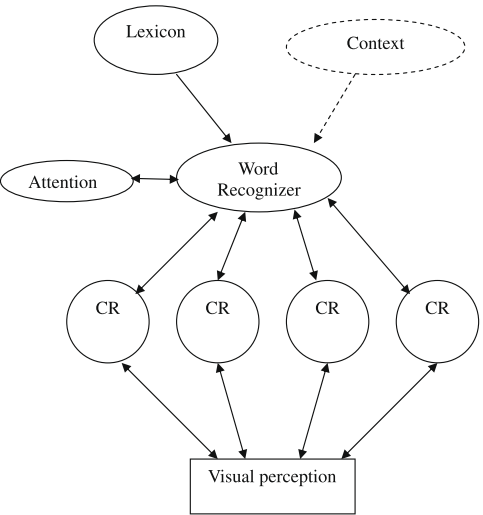 Lexicon
Context
Word
Recognizer
Attention
CR
CR
CR
CR
Visual perception